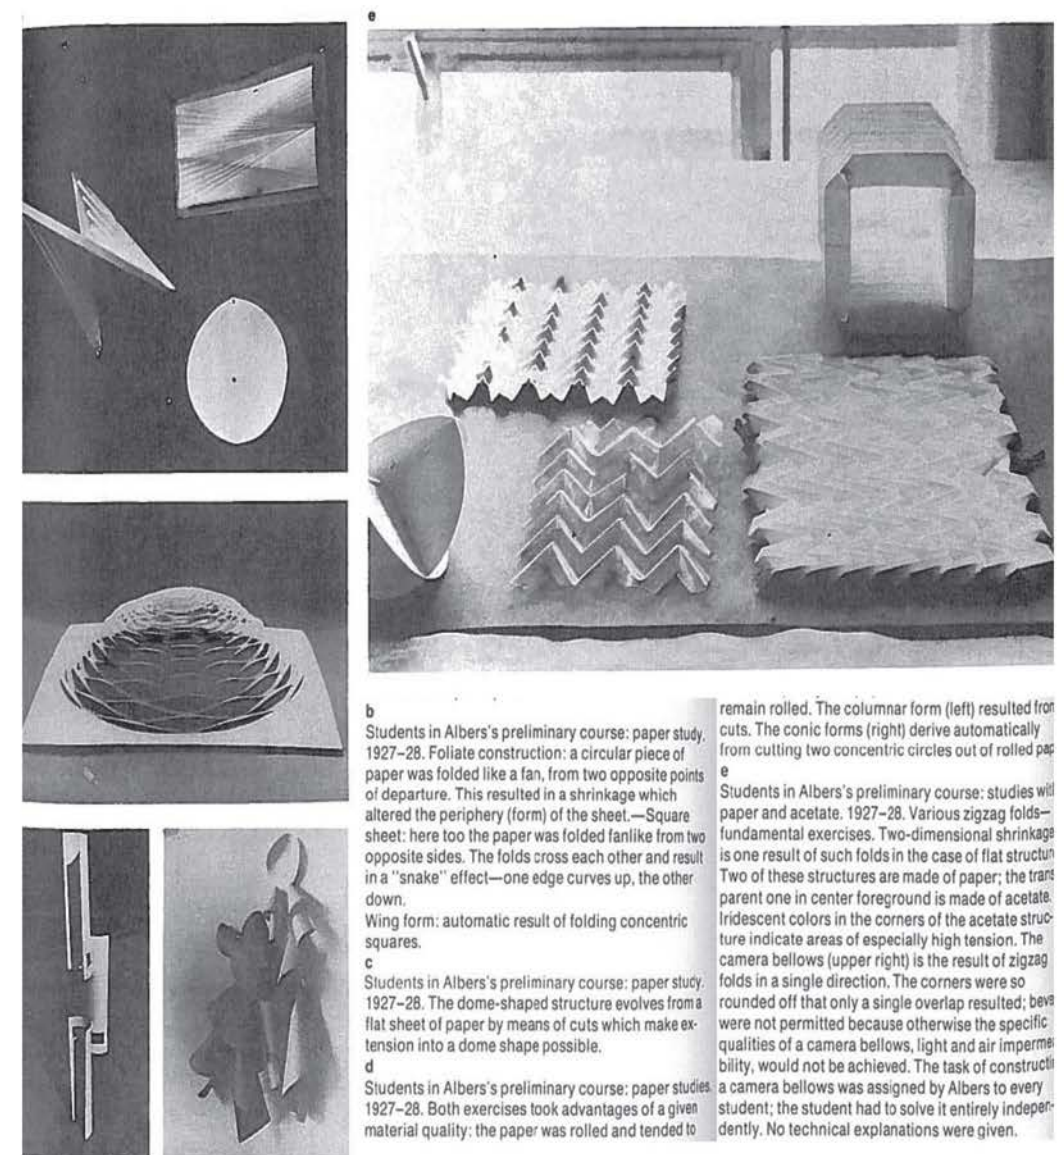 e
b
Students in Albers's preliminary course: paper study.
1927–28. Foliate construction: a circular piece of
paper was folded like a fan, from two opposite points
of departure. This resulted in a shrinkage which
altered the periphery (form) of the sheet.—Square
sheet: here too the paper was folded fanlike from two
opposite sides. The folds cross each other and result
in a "snake" effect—one edge curves up, the other
down.
Wing form: automatic result of folding concentric
squares.
c
Students in Albers's preliminary course: paper study.
1927–28. The dome-shaped structure evolves from a
flat sheet of paper by means of cuts which make ex-
tension into a dome shape possible.
d
Students in Albers's preliminary course: paper studies.
1927–28. Both exercises took advantages of a given
material quality: the paper was rolled and tended to
remain rolled. The columnar form (left) resulted from
cuts. The conic forms (right) derive automatically
from cutting two concentric circles out of rolled pap
e
Students in Albers's preliminary course: studies with
paper and acetate. 1927–28. Various zigzag folds—
fundamental exercises. Two-dimensional shrinkage
is one result of such folds in the case of flat structur
Two of these structures are made of paper; the trans
parent one in center foreground is made of acetate.
Iridescent colors in the corners of the acetate struc-
ture indicate areas of especially high tension. The
camera bellows (upper right) is the result of zigzag
folds in a single direction. The corners were so
rounded off that only a single overlap resulted; beve
were not permitted because otherwise the specific
qualities of a camera bellows, light and air imperme
bility, would not be achieved. The task of constructi
a camera bellows was assigned by Albers to every
student; the student had to solve it entirely indepen-
dently. No technical explanations were given.